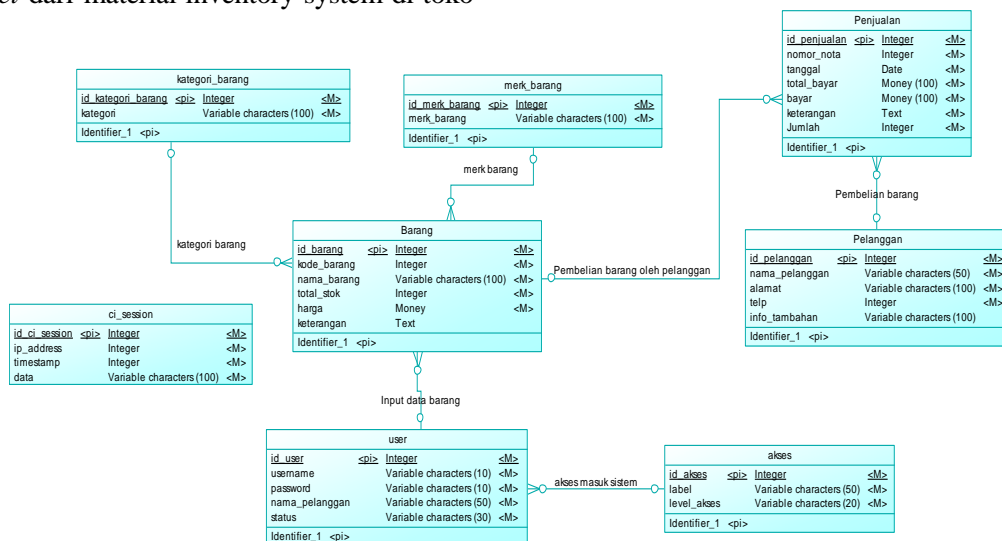 dari material inventory system di toko
Penjualan
id_penjualan <pi> Integer <M>
nomor_nota Integer <M>
tanggal Date <M>
total_bayar Money (100) <M>
bayar Money (100) <M>
keterangan Text <M>
Jumlah Integer <M>
Identifier_1 <pi>
kategori_barang
id_kategori_barang <pi> Integer <M>
kategori Variable characters (100) <M>
Identifier_1 <pi>
merk_barang
id_merk_barang <pi> Integer <M>
merk_barang Variable characters (100) <M>
Identifier_1 <pi>
merk barang
Pembelian barang
kategori barang
Barang
id_barang <pi> Integer <M>
kode_barang Integer <M>
nama_barang Variable characters (100) <M>
total_stok Integer <M>
harga Money <M>
keterangan Text
Identifier_1 <pi>
Pembelian barang oleh pelanggan
Pelanggan
id_pelanggan <pi> Integer <M>
nama_pelanggan Variable characters (50) <M>
alamat Variable characters (100) <M>
telp Integer <M>
info_tambahan Variable characters (100)
Identifier_1 <pi>
ci_session
id_ci_session <pi> Integer <M>
ip_address Integer <M>
timestamp Integer <M>
data Variable characters (100) <M>
Input data barang
user
id_user <pi> Integer <M>
username Variable characters (10) <M>
password Variable characters (10) <M>
nama_pelanggan Variable characters (50) <M>
status Variable characters (30) <M>
Identifier_1 <pi>
akses masuk sistem
akses
id_akses <pi> Integer <M>
label Variable characters (50) <M>
level_akses Variable characters (20) <M>
Identifier_1 <pi>